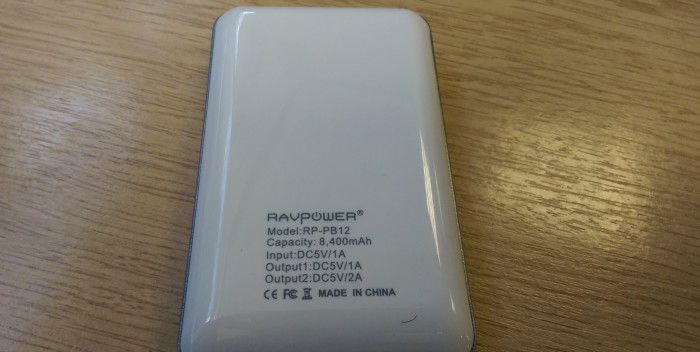 RAVPOWER®
Model:RP-PB12
Capacity: 8,400mAh
Input:DC5V/1A
Output1:DC5V/1A
Output2:DC5V/2A
CE FC MADE IN CHINA